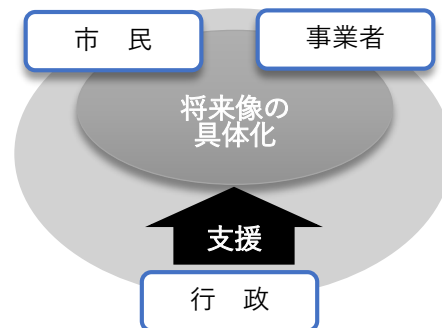 市　民
事業者
将来像の
具体化
支援
行　政